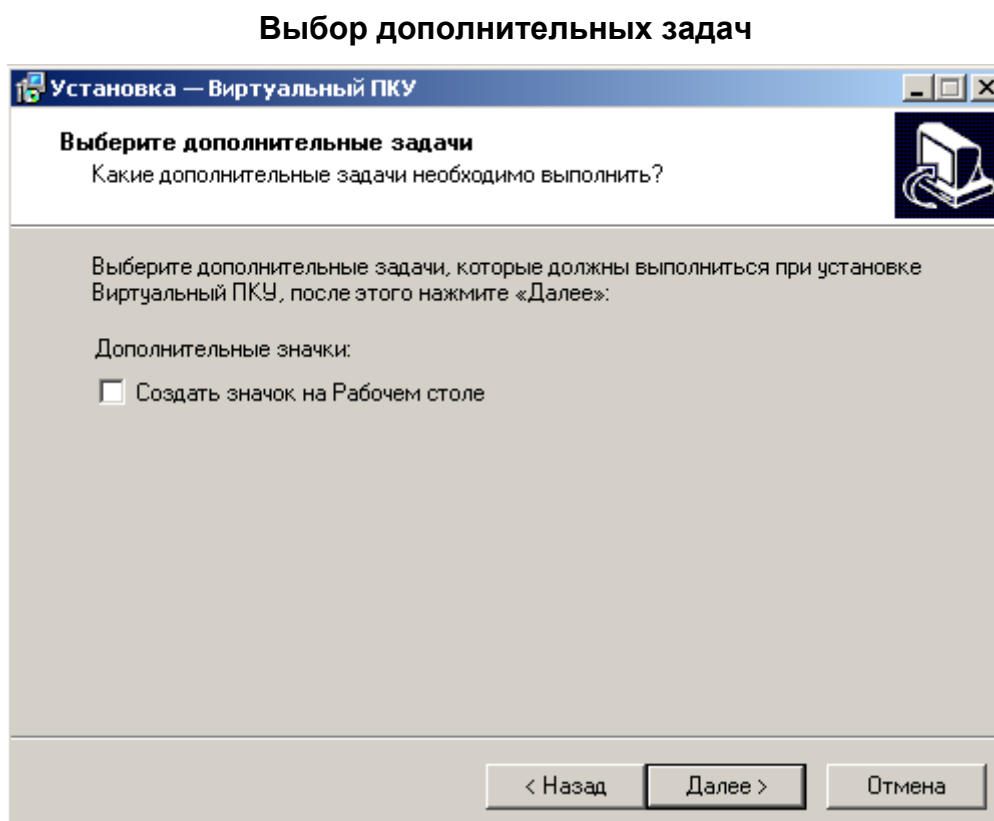 Выбор дополнительных задач
Установка — Виртуальный ПКУ
Выберите дополнительные задачи
Какие дополнительные задачи необходимо выполнить?
Выберите дополнительные задачи, которые должны выполниться при установке
Виртуальный ПКУ, после этого нажмите «Далее»:
Дополнительные значки:
Создать значок на Рабочем столе
< Назад
Далее >
Отмена